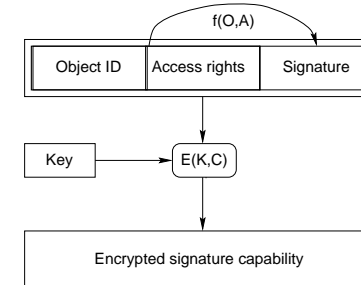 f(O,A)
Object ID Access rights Signature
Key E(K,C)
Encrypted signature capability